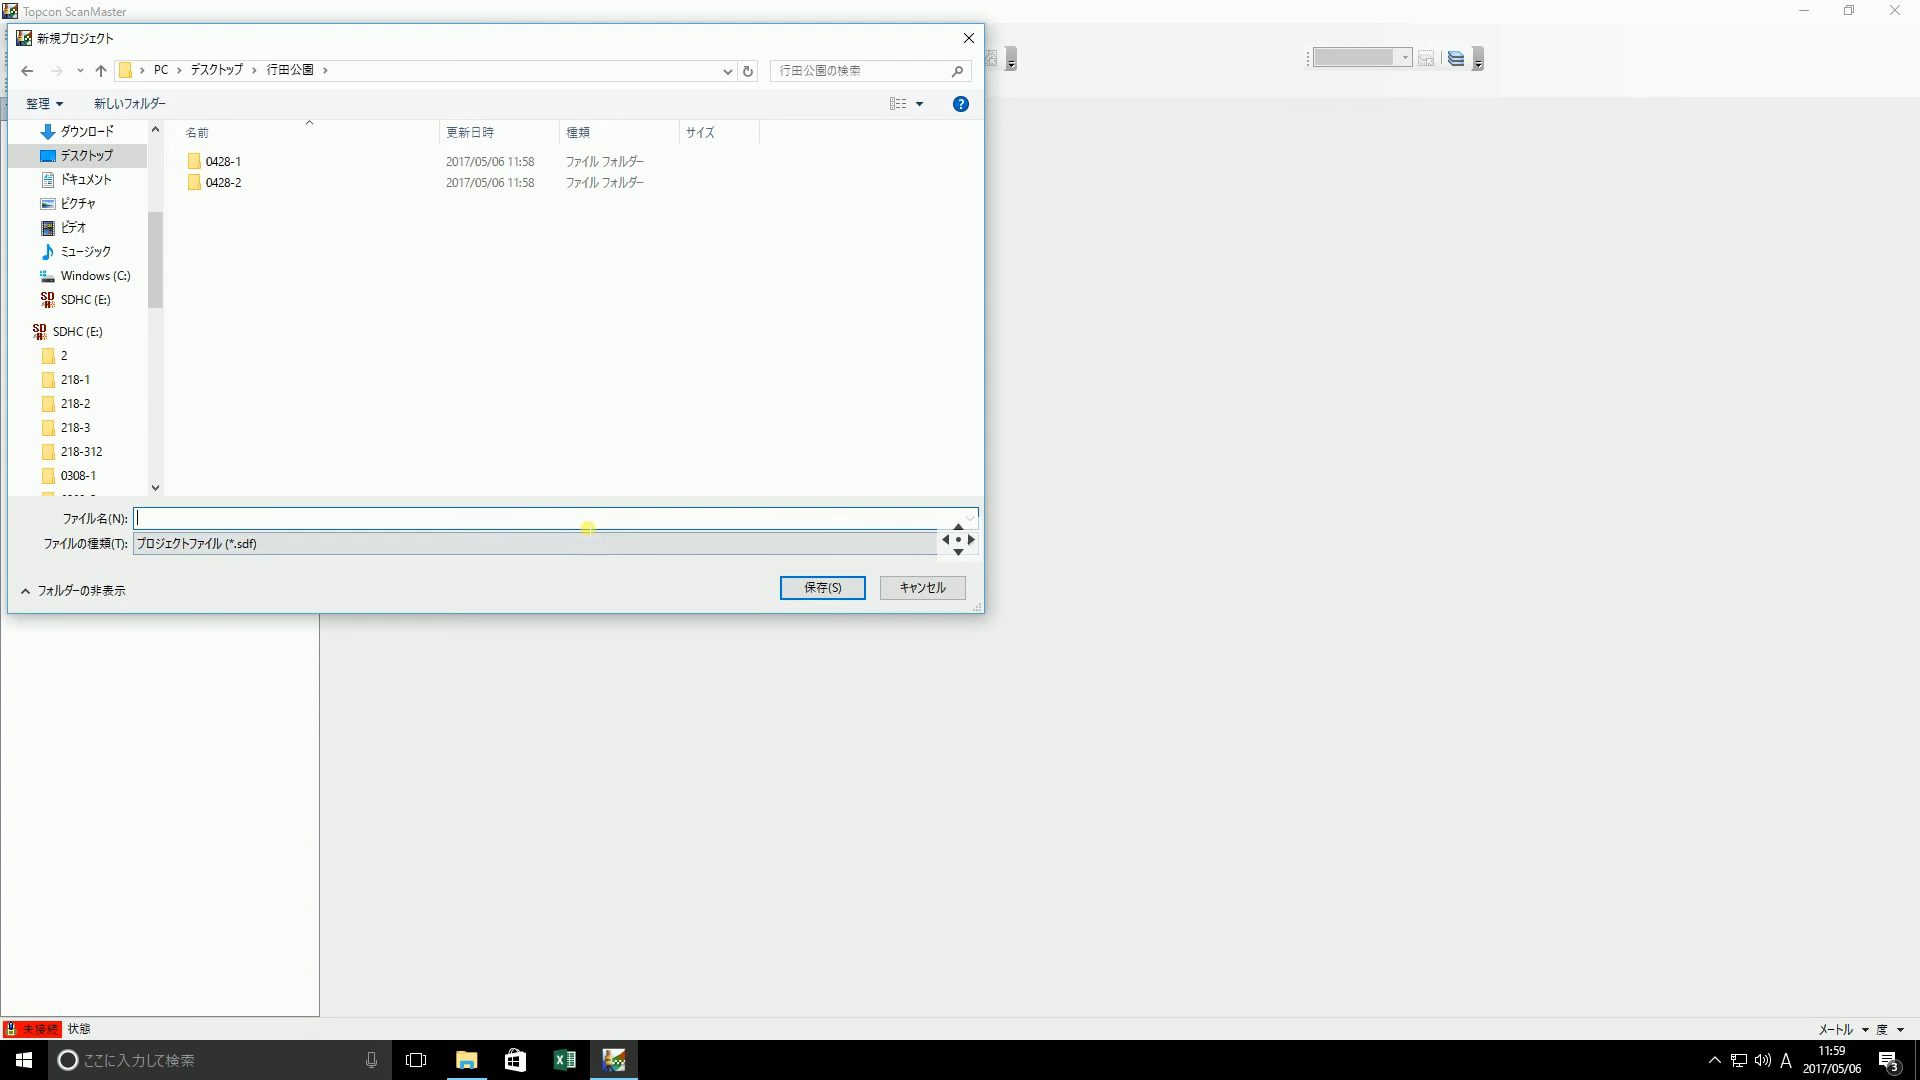 Topcon ScanMaster
新規プロジェクト
PC デスクトップ 行田公園
行田公園の検索
整理 新しいフォルダー
名前 更新日時 種類 サイズ
0428-1 2017/05/06 11:58 ファイル フォルダー
0428-2 2017/05/06 11:58 ファイル フォルダー
ダウンロード
デスクトップ
ドキュメント
ピクチャ
ビデオ
ミュージック
Windows (C:)
SDHC (E:)
SDHC (E:)
2
218-1
218-2
218-3
218-312
0308-1
ファイル名(N):
ファイルの種類(T): プロジェクトファイル (*.sdf)
フォルダーの非表示
保存(S) キャンセル
未接続 状態
メートル 度
ここに入力して検索
A
11:59
2017/05/06
3